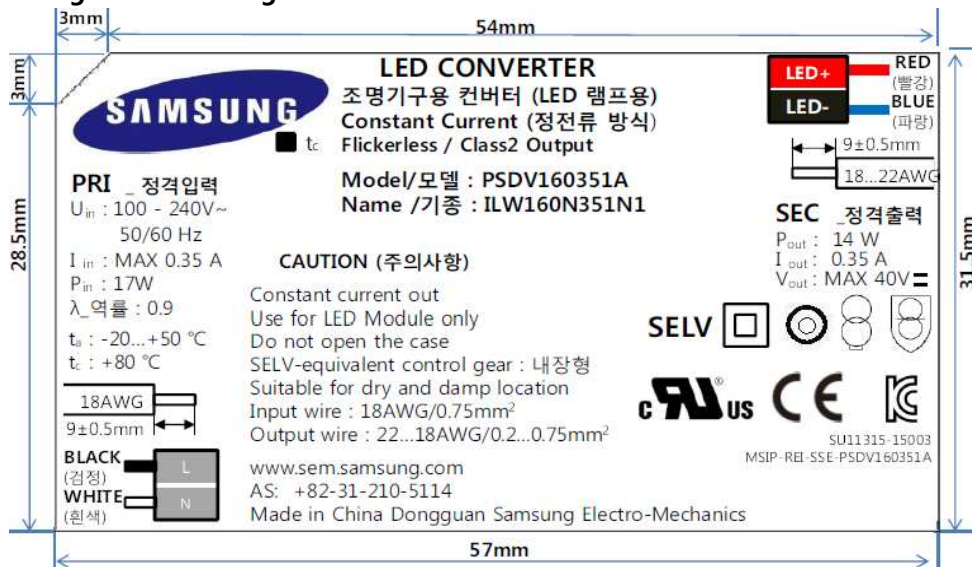 3mm
54mm
3mm
28.5mm
31.5mm
57mm
SAMSUNG
LED CONVERTER
조명기구용 컨버터 (LED 램프용)
Constant Current (정전류 방식)
■ tc Flickerless / Class2 Output
Model/모델 : PSDV160351A
Name /기종 : ILW160N351N1
LED+
RED
(빨강)
LED-
BLUE
(파랑)
9±0.5mm
18...22AWG
PRI _ 정격입력
Uin : 100 - 240V~
50/60 Hz
I in : MAX 0.35 A
Pin : 17W
λ_역률 : 0.9
ta : -20...+50 ℃
tc : +80 ℃
18AWG
9±0.5mm
BLACK
(검정)
L
WHITE
(흰색)
N
CAUTION (주의사항)
Constant current out
Use for LED Module only
Do not open the case
SELV-equivalent control gear : 내장형
Suitable for dry and damp location
Input wire : 18AWG/0.75mm²
Output wire : 22...18AWG/0.2...0.75mm²
www.sem.samsung.com
AS: +82-31-210-5114
Made in China Dongguan Samsung Electro-Mechanics
SEC _정격출력
Pout : 14 W
I out : 0.35 A
Vout : MAX 40V
SELV
c RU ® US CE KC
SU11315-15003
MSIP-REI-SSE-PSDV160351A